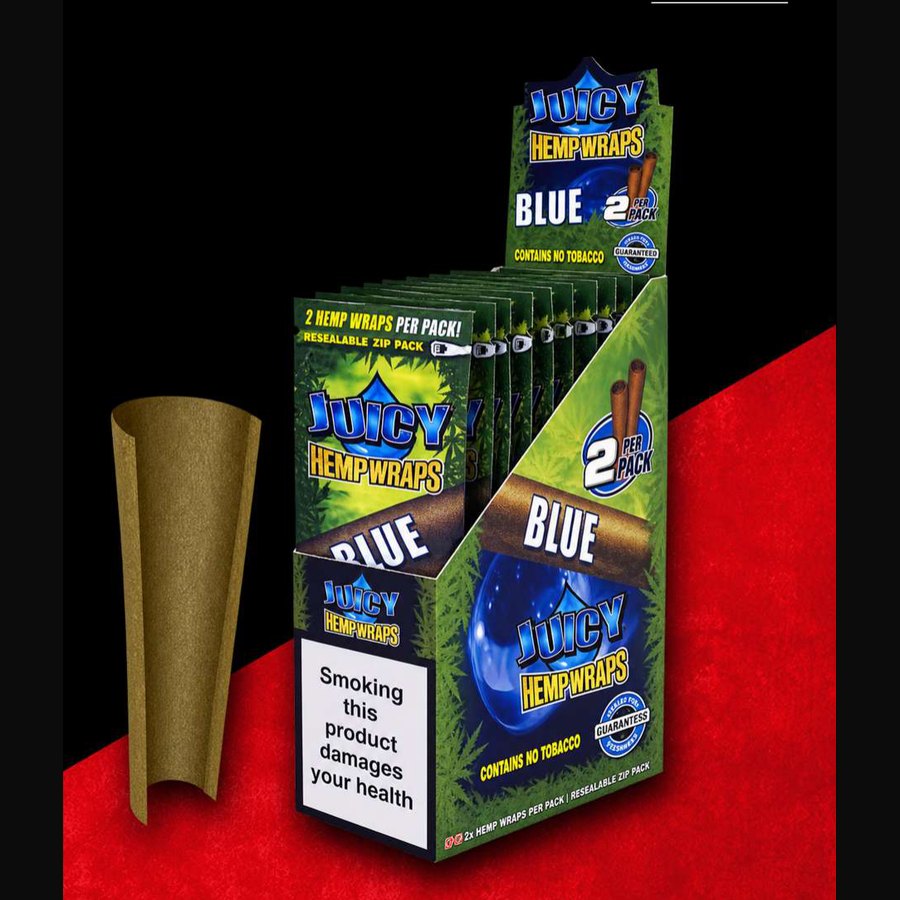 JUICY
HEMP WRAPS
BLUE
2 PER PACK
CONTAINS NO TOBACCO
GUARANTEED
2 HEMP WRAPS PER PACK!
RESEALABLE ZIP PACK
JUICY
HEMP WRAPS
BLUE
JUICY
HEMP WRAPS
Smoking
this
product
damages
your health
2 PER PACK
BLUE
JUICY
HEMP WRAPS
GUARANTESS
CONTAINS NO TOBACCO
2x HEMP WRAPS PER PACK | RESEALABLE ZIP PACK